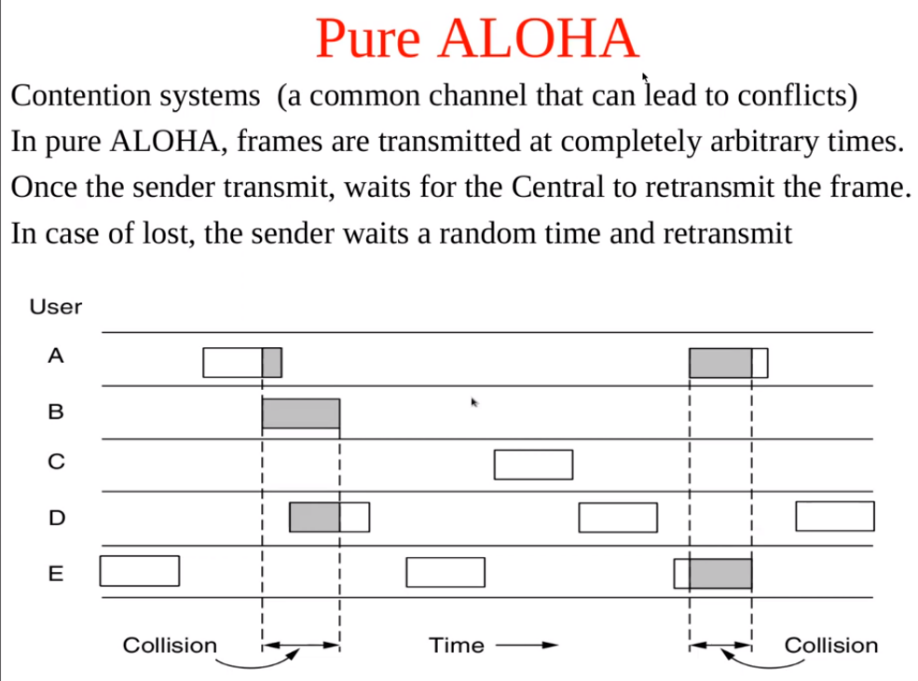 Pure ALOHA
Contention systems (a common channel that can lead to conflicts)
In pure ALOHA, frames are transmitted at completely arbitrary times.
Once the sender transmit, waits for the Central to retransmit the frame.
In case of lost, the sender waits a random time and retransmit
User
A
B
C
D
E
Collision Time Collision